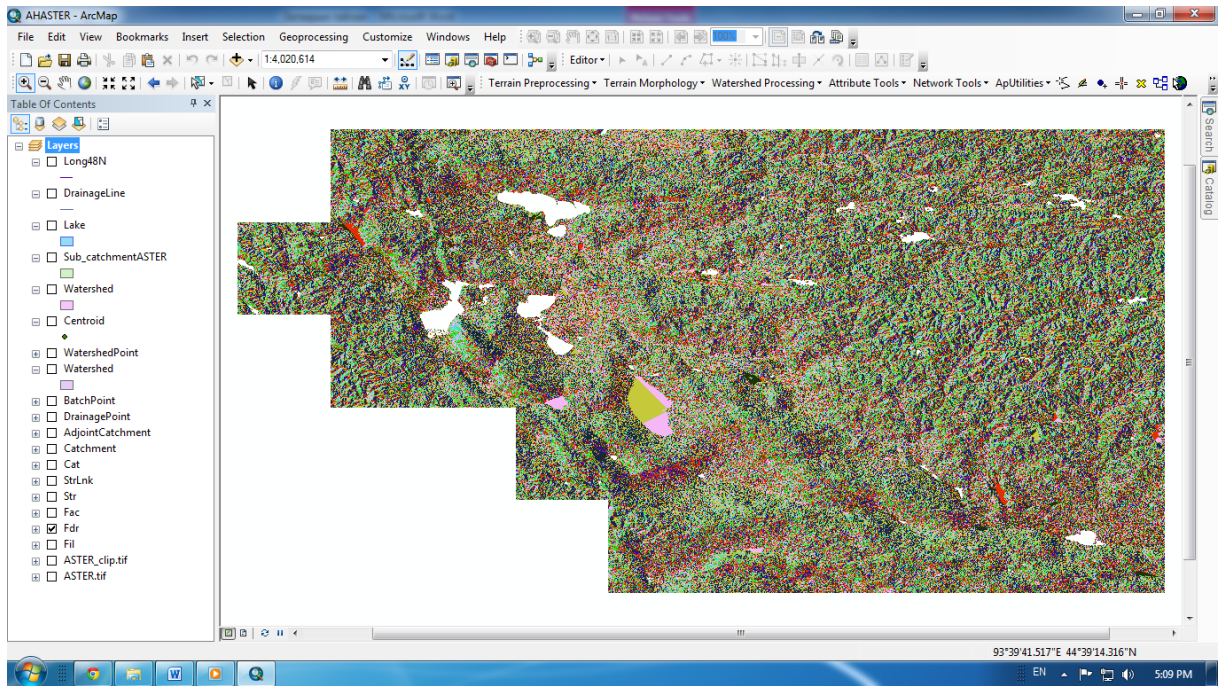 AHASTER - ArcMap
File Edit View Bookmarks Insert Selection Geoprocessing Customize Windows Help 100%
1:4,020,614 Editor
Terrain Preprocessing Terrain Morphology Watershed Processing Attribute Tools Network Tools ApUtilities
Table Of Contents
Layers
Long48N
DrainageLine
Lake
Sub_catchmentASTER
Watershed
Centroid
WatershedPoint
Watershed
BatchPoint
DrainagePoint
AdjointCatchment
Catchment
Cat
StrLnk
Str
Fac
Fdr
Fil
ASTER_clip.tif
ASTER.tif
Search
Catalog
93°39'41.517"E 44°39'14.316"N
EN 5:09 PM